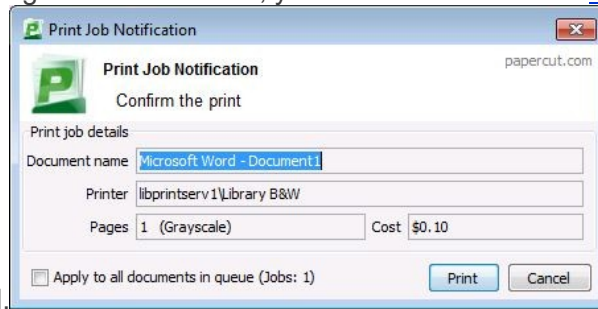 Print Job Notification
Print Job Notification
papercut.com
Confirm the print
Print job details
Document name Microsoft Word - Document1
Printer libprintserv1\Library B&W
Pages 1 (Grayscale) Cost $0.10
Apply to all documents in queue (Jobs: 1) Print Cancel